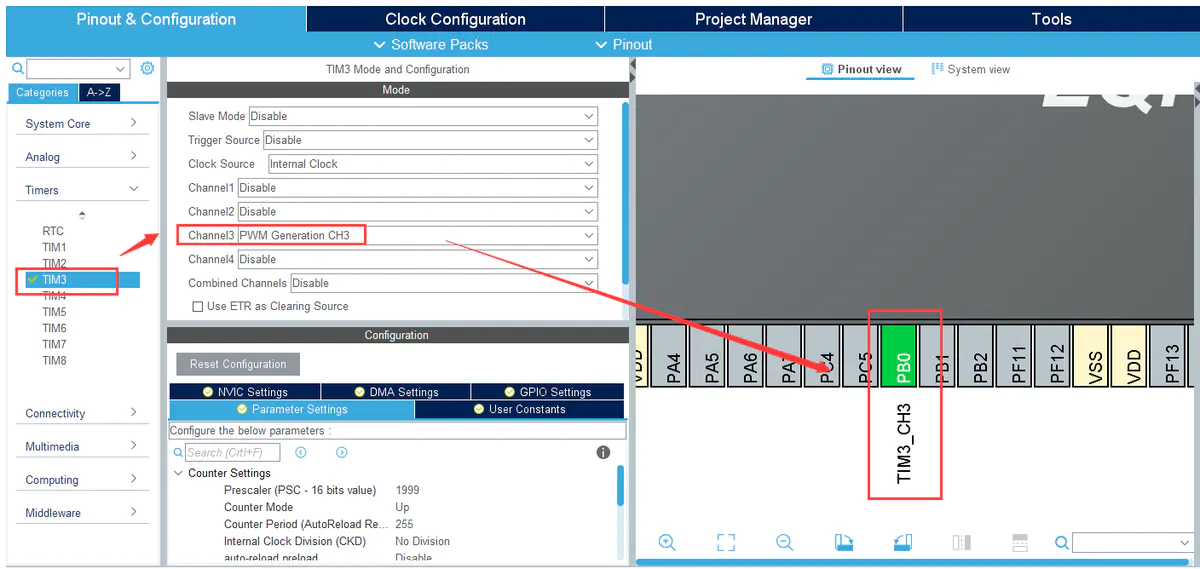 Pinout & Configuration
Clock Configuration
Project Manager
Tools
Software Packs
Pinout
Categories
A->Z
System Core
Analog
Timers
RTC
TIM1
TIM2
TIM3
TIM4
TIM5
TIM6
TIM7
TIM8
Connectivity
Multimedia
Computing
Middleware
TIM3 Mode and Configuration
Mode
Slave Mode Disable
Trigger Source Disable
Clock Source Internal Clock
Channel1 Disable
Channel2 Disable
Channel3 PWM Generation CH3
Channel4 Disable
Combined Channels Disable
Use ETR as Clearing Source
Configuration
Reset Configuration
NVIC Settings
DMA Settings
GPIO Settings
Parameter Settings
User Constants
Configure the below parameters :
Search (Crtl+F)
Counter Settings
Prescaler (PSC - 16 bits value) 1999
Counter Mode Up
Counter Period (AutoReload Re... 255
Internal Clock Division (CKD) No Division
auto-reload preload Disable
Pinout view
System view
VDD
PA4
PA5
PA6
PA7
PC4
PC5
PB0
PB1
PB2
PF11
PF12
VSS
VDD
PF13
TIM3_CH3